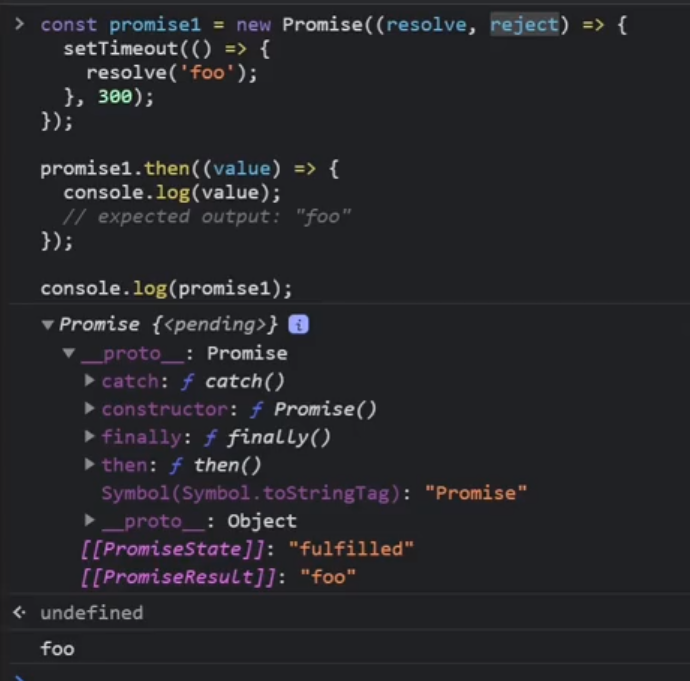 > const promise1 = new Promise((resolve, reject) => {
setTimeout(() => {
resolve('foo');
}, 300);
});
promise1.then((value) => {
console.log(value);
// expected output: "foo"
});
console.log(promise1);
▼Promise {<pending>} i
▼__proto__: Promise
▶catch: ƒ catch()
▶constructor: ƒ Promise()
▶finally: ƒ finally()
▶then: ƒ then()
Symbol(Symbol.toStringTag): "Promise"
▶__proto__: Object
[[PromiseState]]: "fulfilled"
[[PromiseResult]]: "foo"
undefined
foo